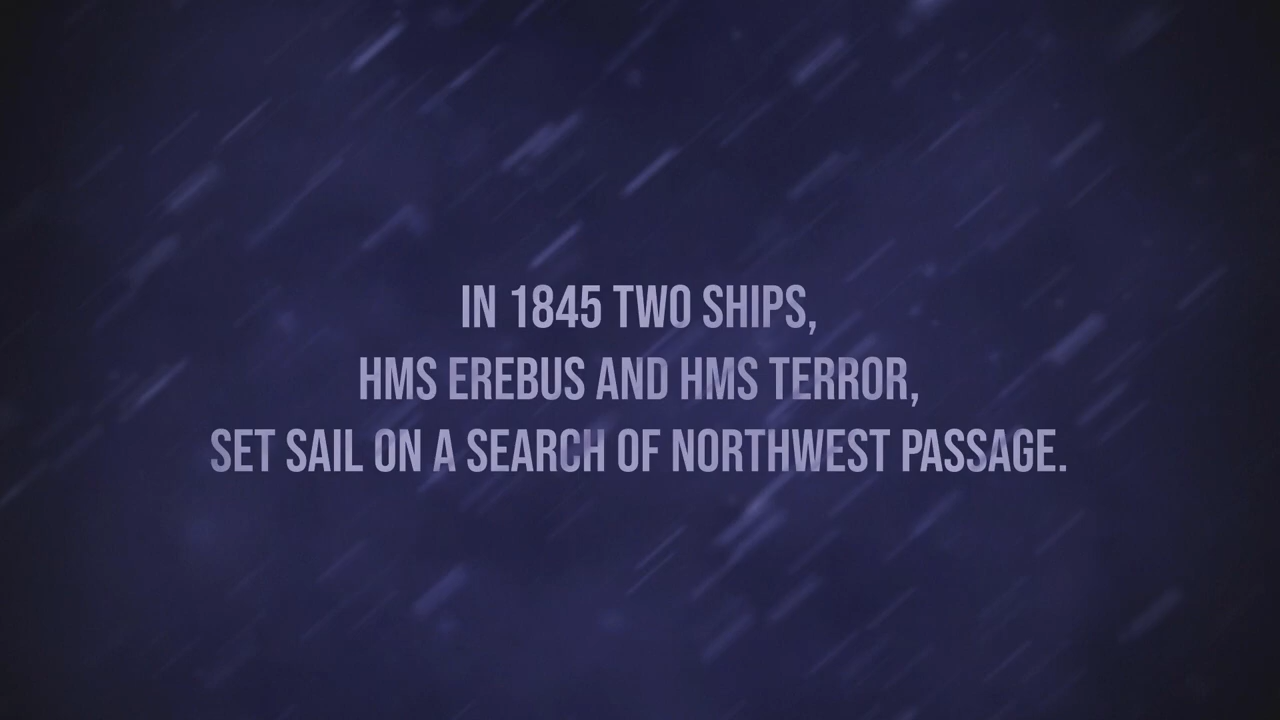 IN 1845 TWO SHIPS,
HMS EREBUS AND HMS TERROR,
SET SAIL ON A SEARCH OF NORTHWEST PASSAGE.